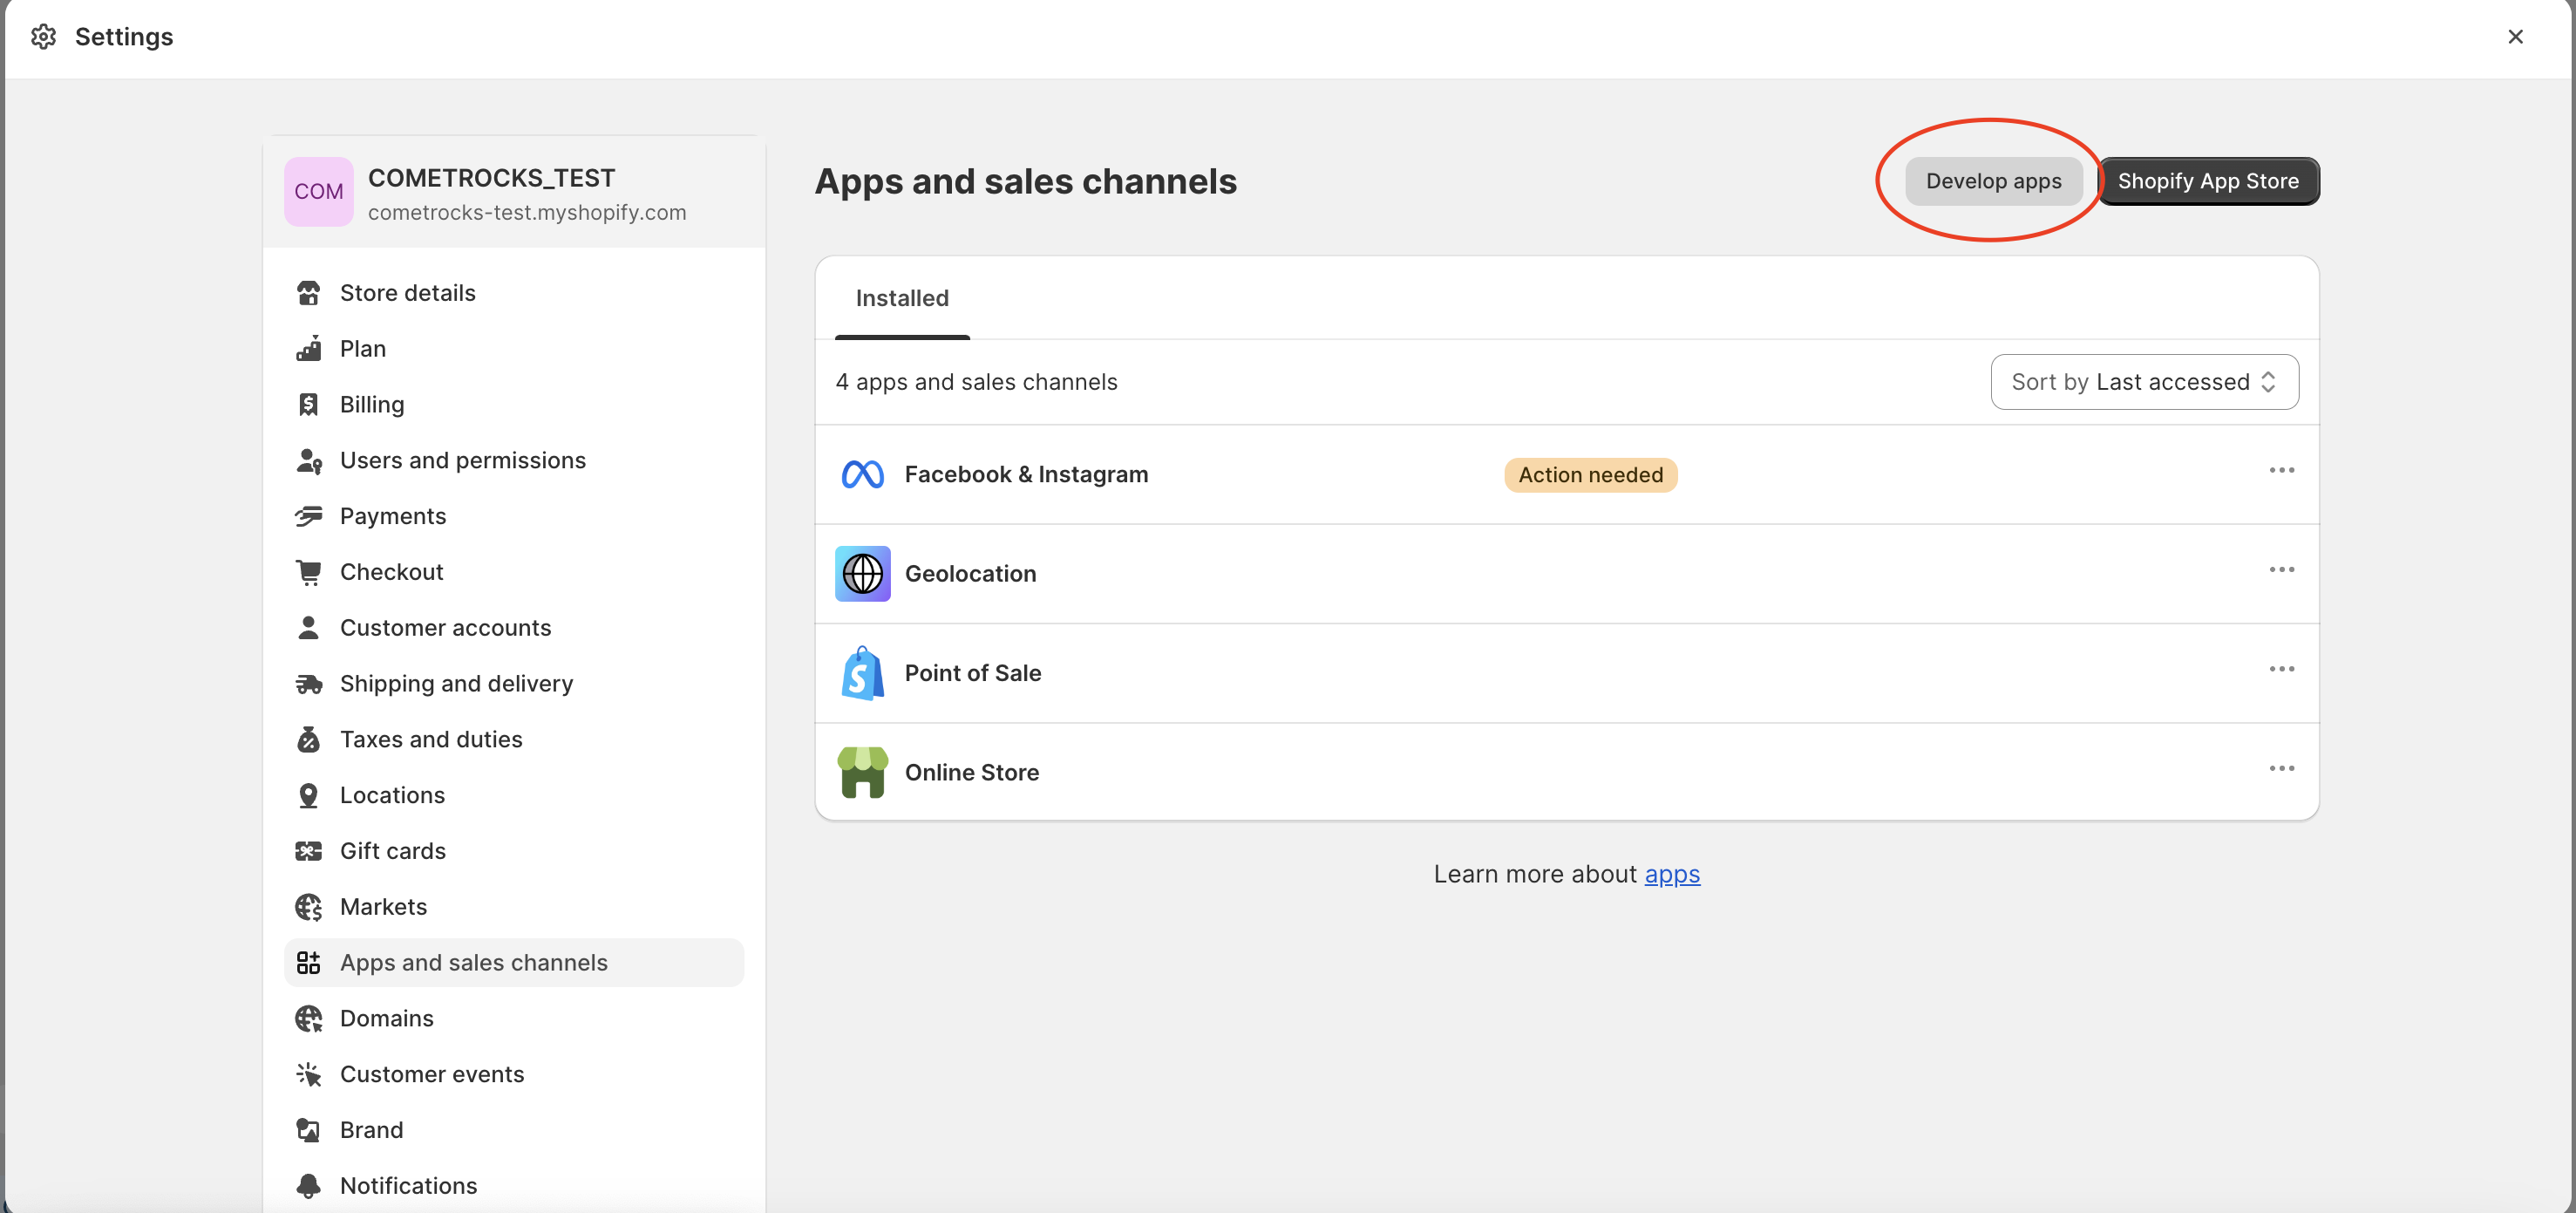 Settings
COM
COMETROCKS_TEST
cometrocks-test.myshopify.com
Store details
Plan
Billing
Users and permissions
Payments
Checkout
Customer accounts
Shipping and delivery
Taxes and duties
Locations
Gift cards
Markets
Apps and sales channels
Domains
Customer events
Brand
Notifications
Apps and sales channels
Develop apps
Shopify App Store
Installed
4 apps and sales channels
Sort by Last accessed
Facebook & Instagram
Action needed
Geolocation
Point of Sale
Online Store
Learn more about apps